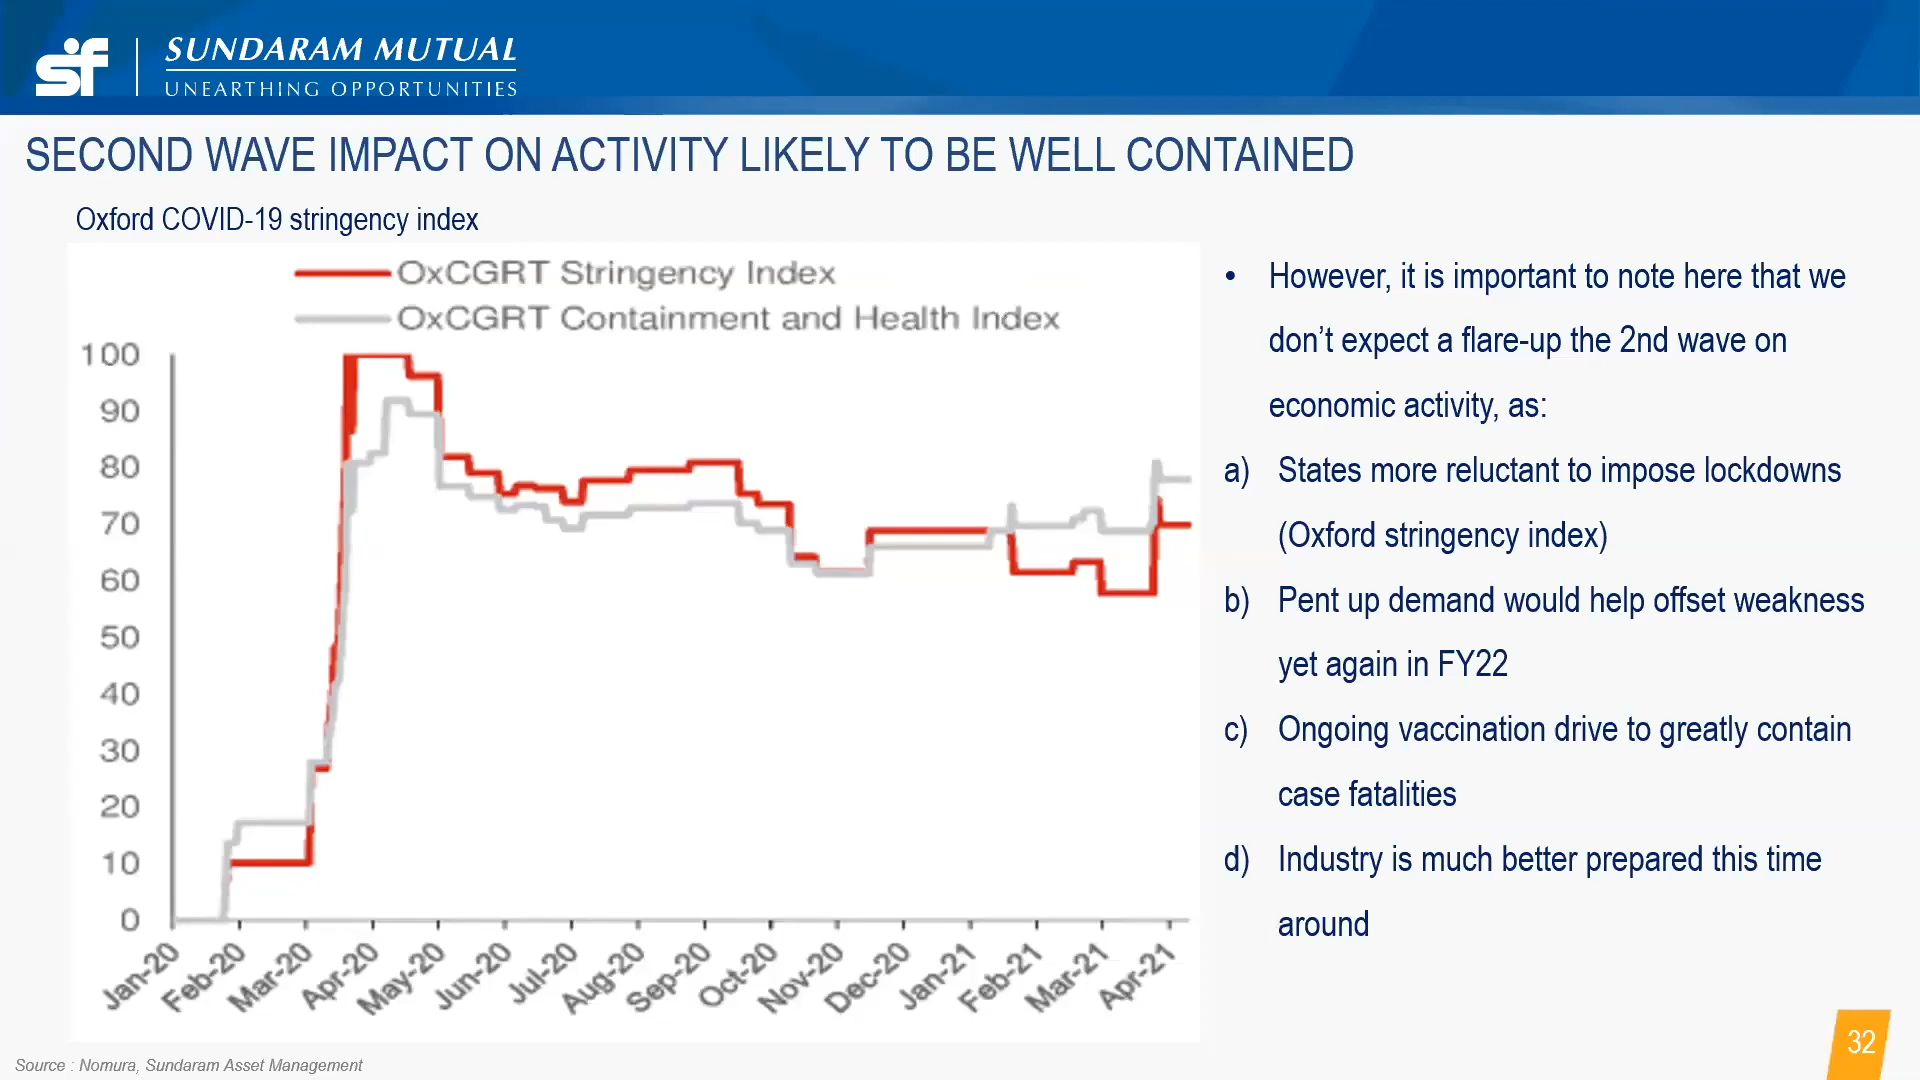 sf
SUNDARAM MUTUAL
UNEARTHING OPPORTUNITIES
SECOND WAVE IMPACT ON ACTIVITY LIKELY TO BE WELL CONTAINED
Oxford COVID-19 stringency index
OxCGRT Stringency Index
OxCGRT Containment and Health Index
100
90
80
70
60
50
40
30
20
10
0
Jan-20 Feb-20 Mar-20 Apr-20 May-20 Jun-20 Jul-20 Aug-20 Sep-20 Oct-20 Nov-20 Dec-20 Jan-21 Feb-21 Mar-21 Apr-21
• However, it is important to note here that we
don’t expect a flare-up the 2nd wave on
economic activity, as:
a) States more reluctant to impose lockdowns
(Oxford stringency index)
b) Pent up demand would help offset weakness
yet again in FY22
c) Ongoing vaccination drive to greatly contain
case fatalities
d) Industry is much better prepared this time
around
Source : Nomura, Sundaram Asset Management
32